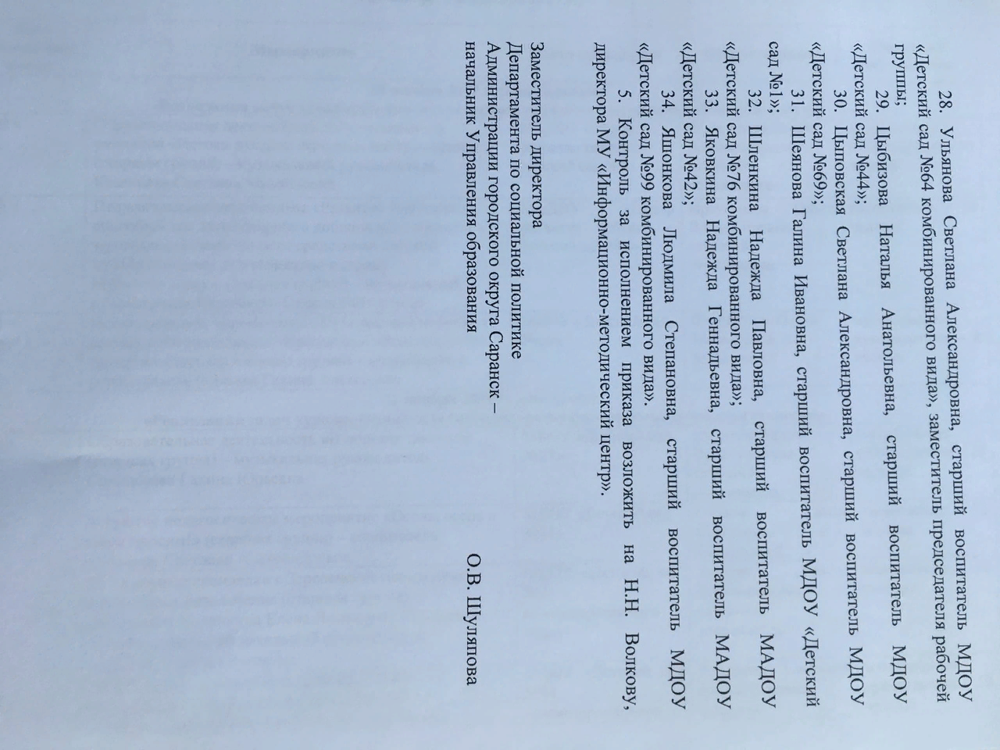 28. Ульянова Светлана Александровна, старший воспитатель МДОУ
«Детский сад №64 комбинированного вида», заместитель председателя рабочей
группы;
29. Цыбизова Наталья Анатольевна, старший воспитатель МДОУ
«Детский сад №44»;
30. Цыповская Светлана Александровна, старший воспитатель МДОУ
«Детский сад №69»;
31. Шеянова Галина Ивановна, старший воспитатель МДОУ «Детский
сад №1»;
32. Шленкина Надежда Павловна, старший воспитатель МАДОУ
«Детский сад №76 комбинированного вида»;
33. Яковкина Надежда Геннадьевна, старший воспитатель МАДОУ
«Детский сад №42»;
34. Японкова Людмила Степановна, старший воспитатель МДОУ
«Детский сад №99 комбинированного вида».
5. Контроль за исполнением приказа возложить на Н.Н. Волкову,
директора МУ «Информационно-методический центр».
Заместитель директора
Департамента по социальной политике
Администрации городского округа Саранск –
начальник Управления образования О.В. Шуляпова